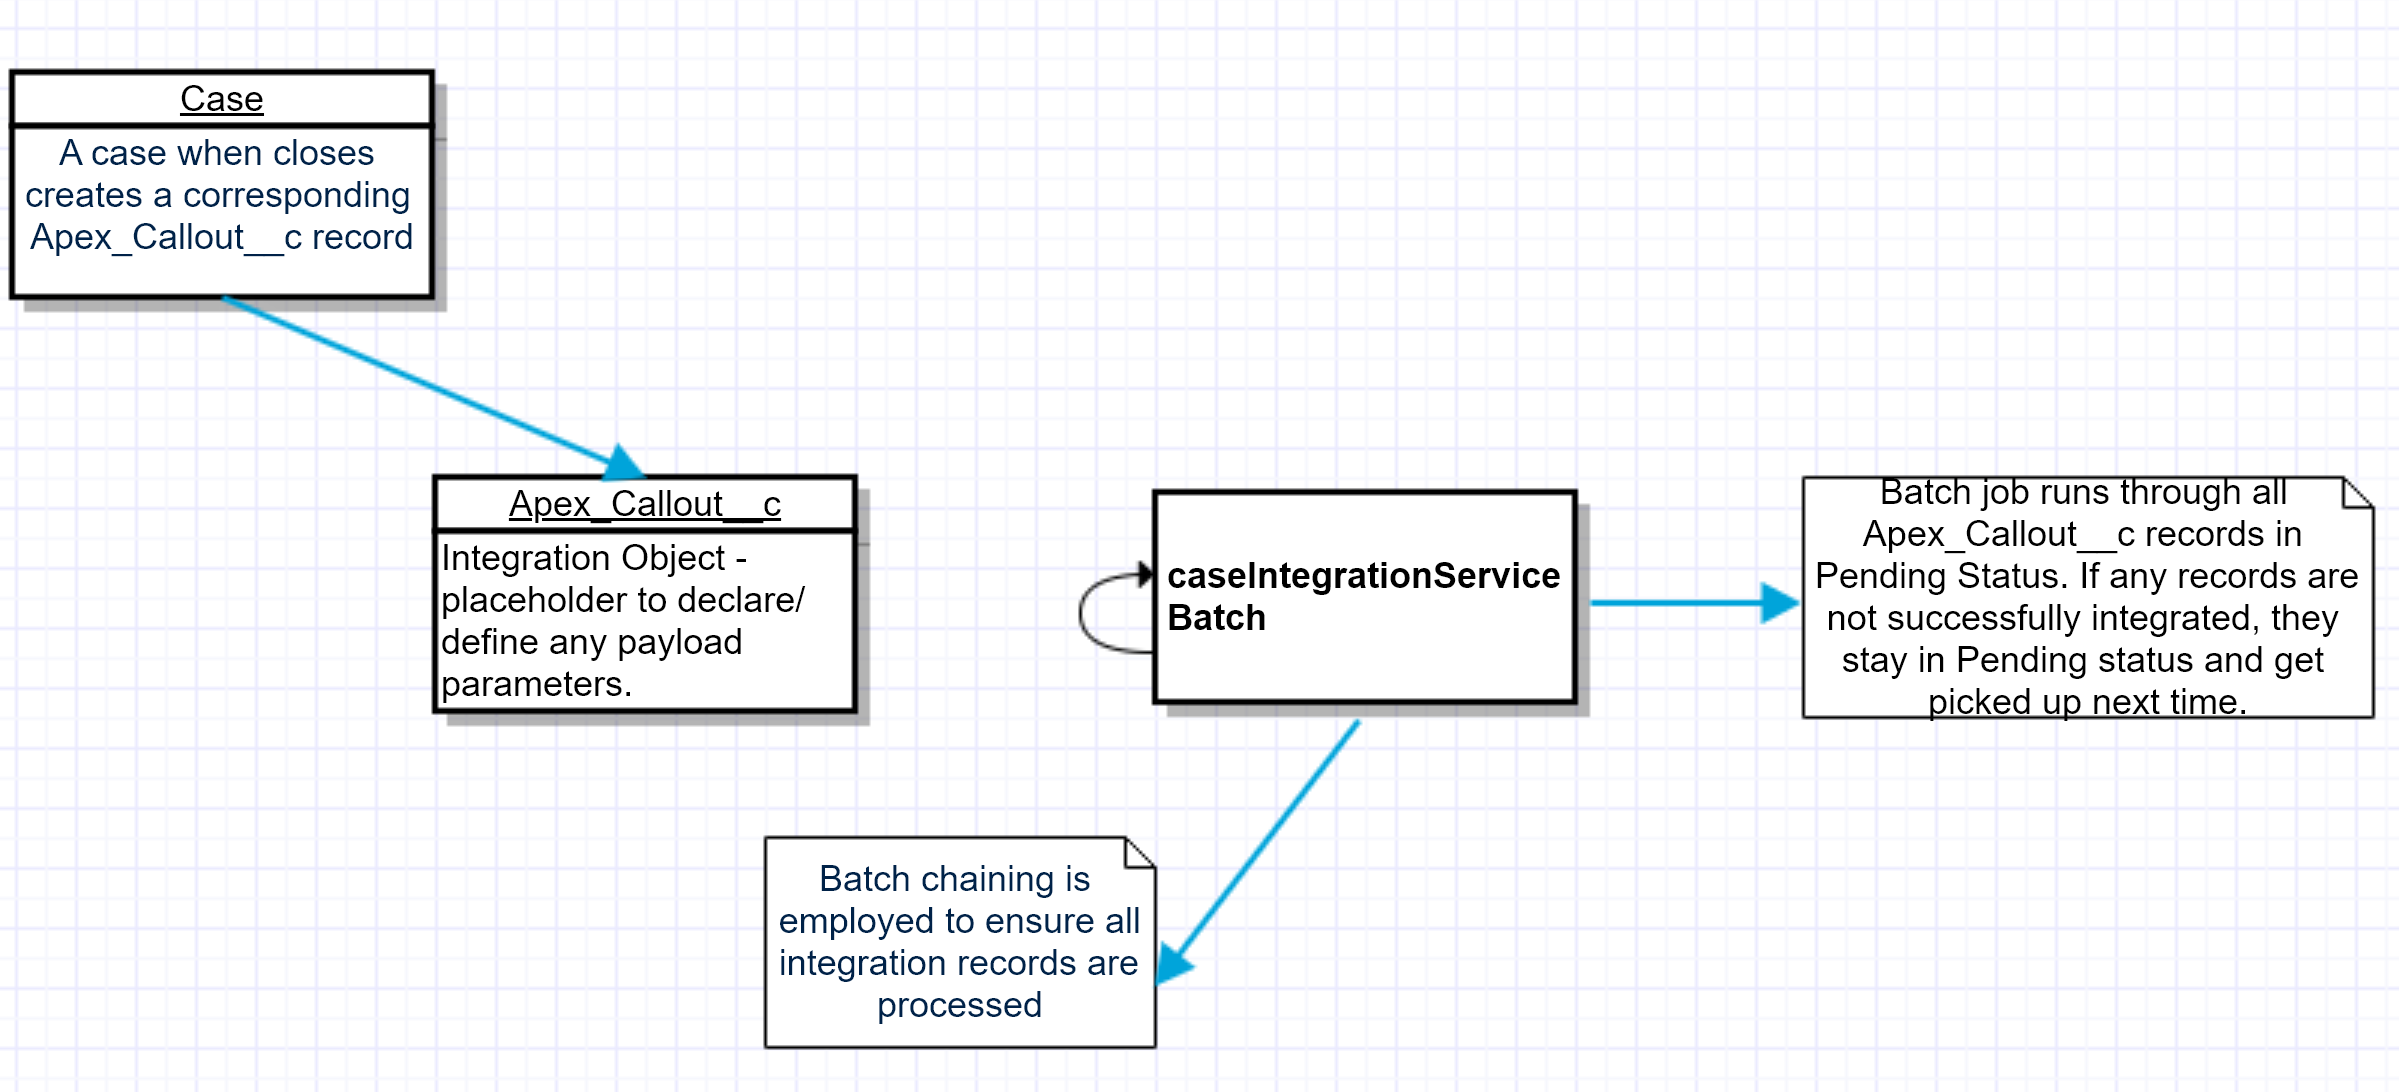 Case
A case when closes
creates a corresponding
Apex_Callout__c record
Apex_Callout__c
Integration Object -
placeholder to declare/
define any payload
parameters.
caseIntegrationService
Batch
Batch job runs through all
Apex_Callout__c records in
Pending Status. If any records are
not successfully integrated, they
stay in Pending status and get
picked up next time.
Batch chaining is
employed to ensure all
integration records are
processed